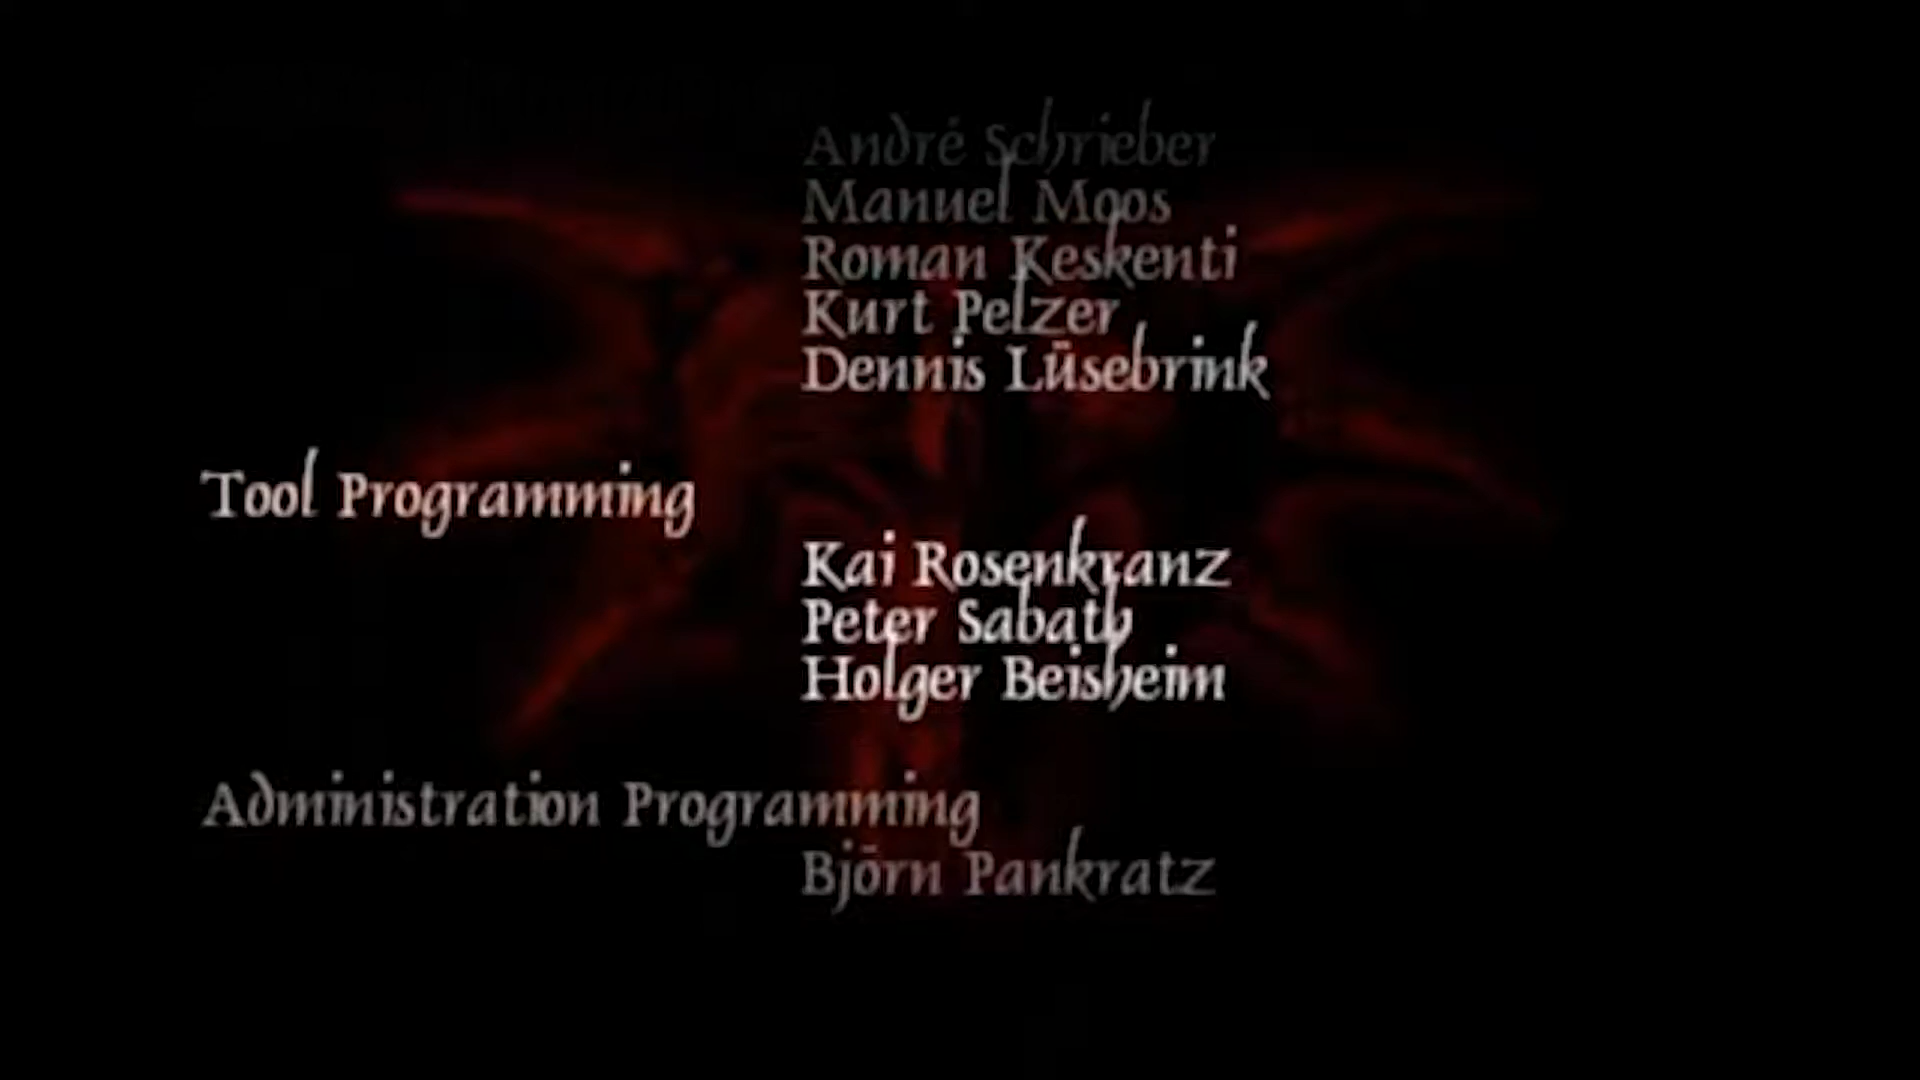 André Schrieber
Manuel Moos
Roman Keskenti
Kurt Pelzer
Dennis Lüsebrink
Tool Programming
Kai Rosenkranz
Peter Sabath
Holger Beisheim
Administration Programming
Björn Pankratz